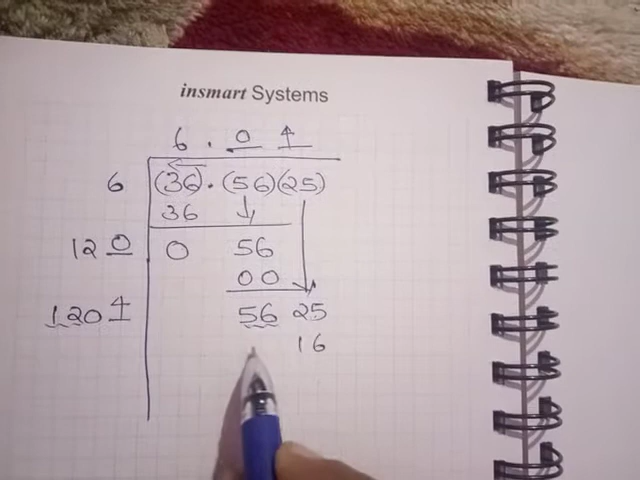 insmart Systems
6 . 0 4
6 (36) . (56)(25)
36
120 0 56
00
1204 56 25
16